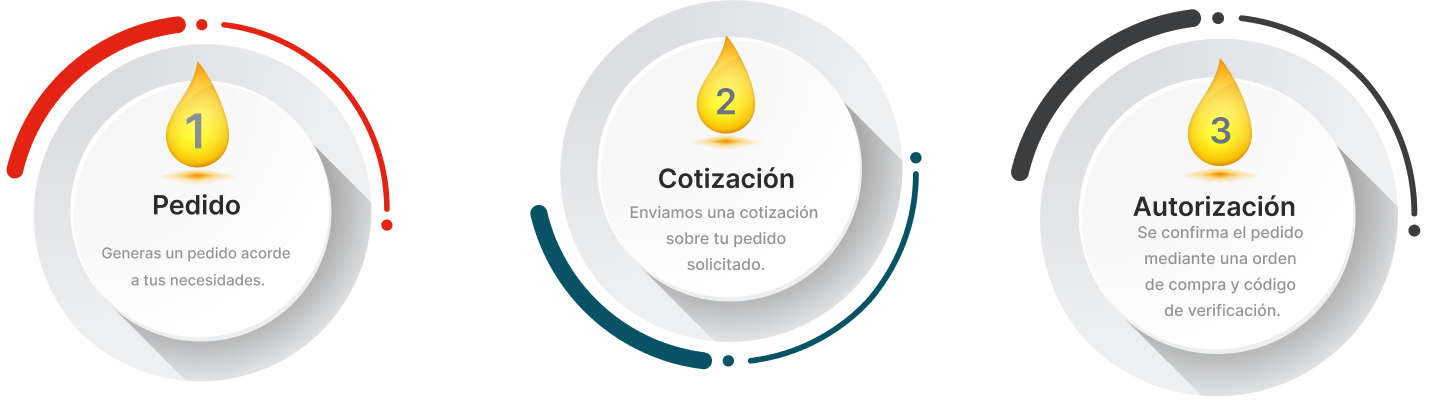 1
Pedido
Generas un pedido acorde
a tus necesidades.
2
Cotización
Enviamos una cotización
sobre tu pedido
solicitado.
3
Autorización
Se confirma el pedido
mediante una orden
de compra y código
de verificación.